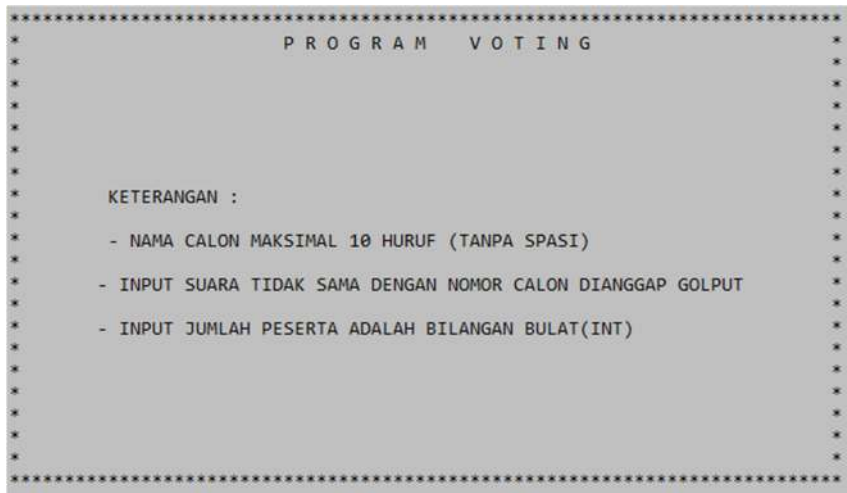 P R O G R A M   V O T I N G
KETERANGAN :
- NAMA CALON MAKSIMAL 10 HURUF (TANPA SPASI)
- INPUT SUARA TIDAK SAMA DENGAN NOMOR CALON DIANGGAP GOLPUT
- INPUT JUMLAH PESERTA ADALAH BILANGAN BULAT(INT)